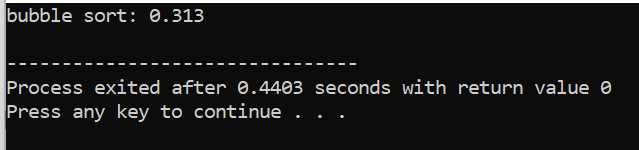 bubble sort: 0.313
--------------------------------
Process exited after 0.4403 seconds with return value 0
Press any key to continue . . .